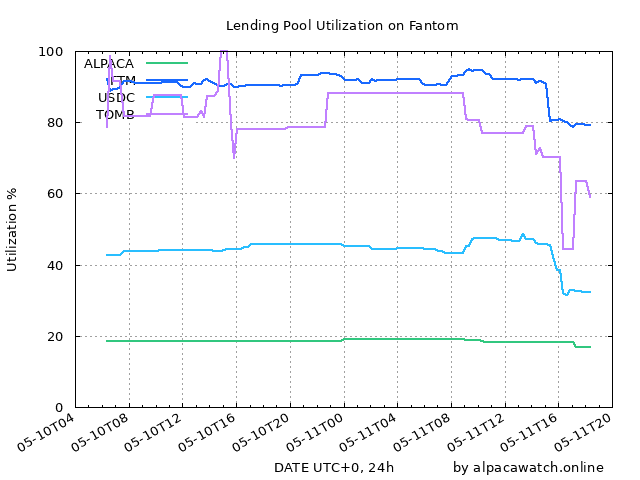 Lending Pool Utilization on Fantom
100
80
60
40
20
0
Utilization %
ALPACA
FTM
USDC
TOMB
05-10T04
05-10T08
05-10T12
05-10T16
05-10T20
05-11T00
05-11T04
05-11T08
05-11T12
05-11T16
05-11T20
DATE UTC+0, 24h
by alpacawatch.online